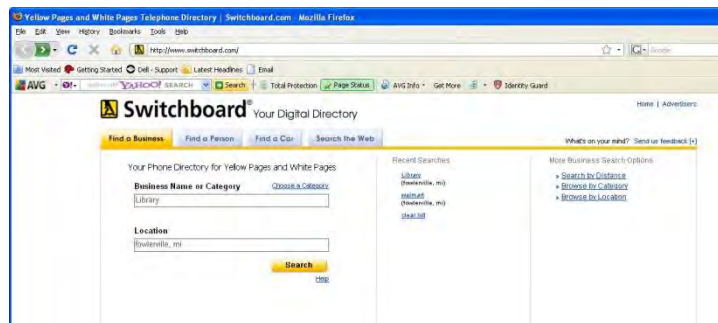 Yellow Pages and White Pages Telephone Directory | Switchboard.com - Mozilla Firefox
File Edit View History Bookmarks Tools Help
http://www.switchboard.com/ Google
Most Visited Getting Started Dell - Support Latest Headlines Email
AVG YAHOO! SEARCH Search Total Protection Page Status AVG Info Get More Identity Guard
Switchboard® Your Digital Directory
Home | Advertisers
Find a Business Find a Person Find a Car Search the Web
What's on your mind? Send us feedback [+]
Your Phone Directory for Yellow Pages and White Pages
Business Name or Category Choose a Category
Library
Location
fowlerville, mi
Search
Help
Recent Searches
Library
(fowlerville, mi)
walmart
(fowlerville, mi)
clear all
More Business Search Options
» Search by Distance
» Browse by Category
» Browse by Location